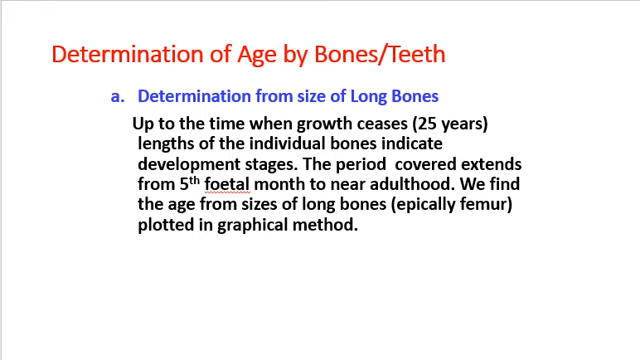 Determination of Age by Bones/Teeth
a. Determination from size of Long Bones
Up to the time when growth ceases (25 years)
lengths of the individual bones indicate
development stages. The period covered extends
from 5th foetal month to near adulthood. We find
the age from sizes of long bones (epically femur)
plotted in graphical method.